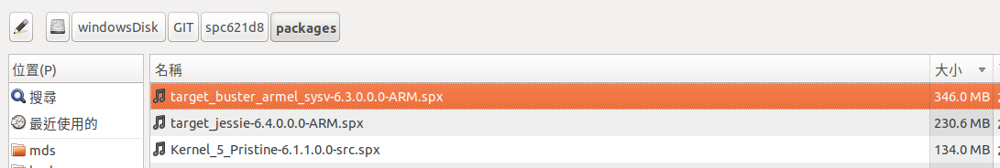 windowsDisk GIT spc621d8 packages
位置(P) 名稱 大小
搜尋 target_buster_armel_sysv-6.3.0.0.0-ARM.spx 346.0 MB
最近使用的 target_jessie-6.4.0.0.0-ARM.spx 230.6 MB
mds Kernel_5_Pristine-6.1.1.0.0-src.spx 134.0 MB